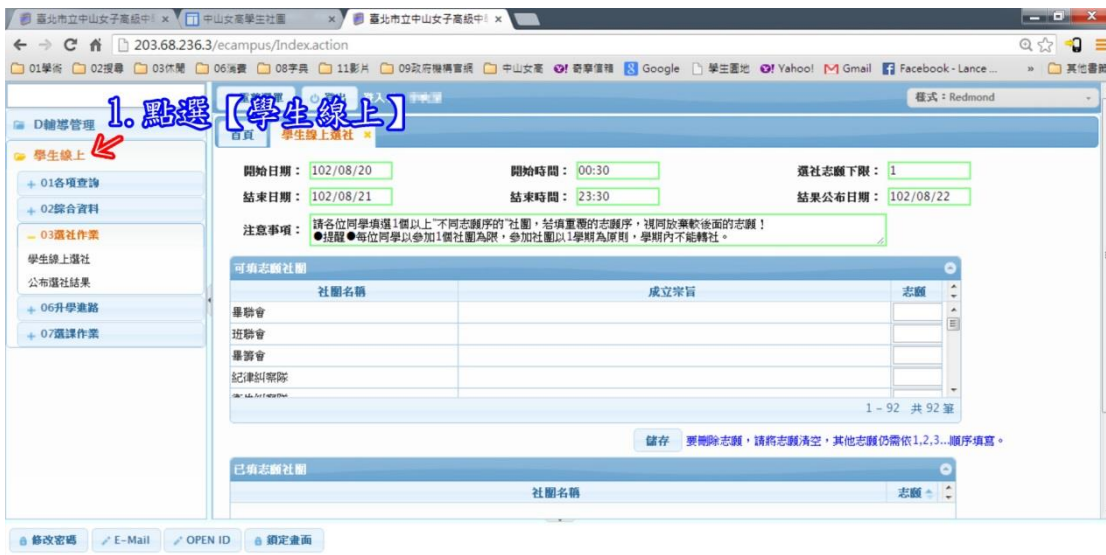 臺北市立中山女子高級中
中山女高學生社團
臺北市立中山女子高級中
203.68.236.3/ecampus/Index.action
01學術 02搜尋 03休閒 06消費 08字典 11影片 09政府機構官網 中山女高 奇摩信箱 Google 學生園地 Yahoo! Gmail Facebook - Lance ... » 其他書籤
登出
樣式：Redmond
1. 點選【學生線上】
D輔導管理
首頁 學生線上選社
學生線上
01各項查詢
02綜合資料
03選社作業
學生線上選社
公布選社結果
06升學進路
07選課作業
開始日期： 102/08/20 開始時間： 00:30 選社志願下限： 1
結束日期： 102/08/21 結束時間： 23:30 結果公布日期： 102/08/22
注意事項： 請各位同學填選1個以上"不同志願序的"社團，若填重覆的志願序，視同放棄較後面的志願！
●提醒●每位同學以參加1個社團為限，參加社團以1學期為原則，學期內不能轉社。
可填志願社團
社團名稱 成立宗旨 志願
畢聯會
班聯會
畢籌會
紀律糾察隊
1 - 92 共 92 筆
儲存 要刪除志願，請將志願清空，其他志願仍需依1,2,3...順序填寫。
已填志願社團
社團名稱 志願
修改密碼 E-Mail OPEN ID 鎖定畫面